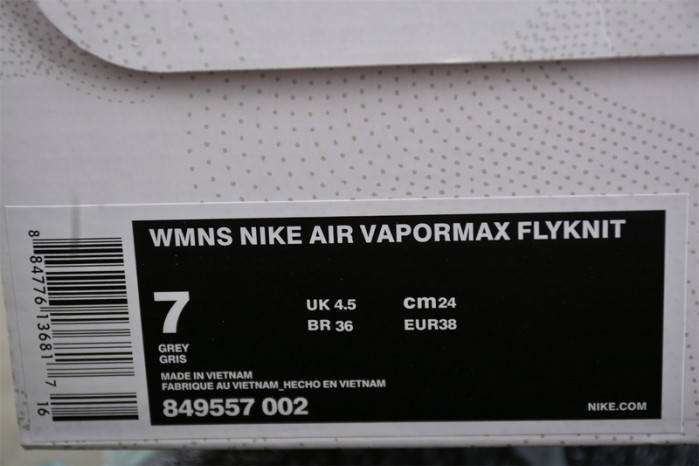 WMNS NIKE AIR VAPORMAX FLYKNIT
7
UK 4.5 cm24
BR 36 EUR38
GREY
GRIS
MADE IN VIETNAM
FABRIQUE AU VIETNAM_HECHO EN VIETNAM
849557 002
NIKE.COM
8 84776 13681 7 16